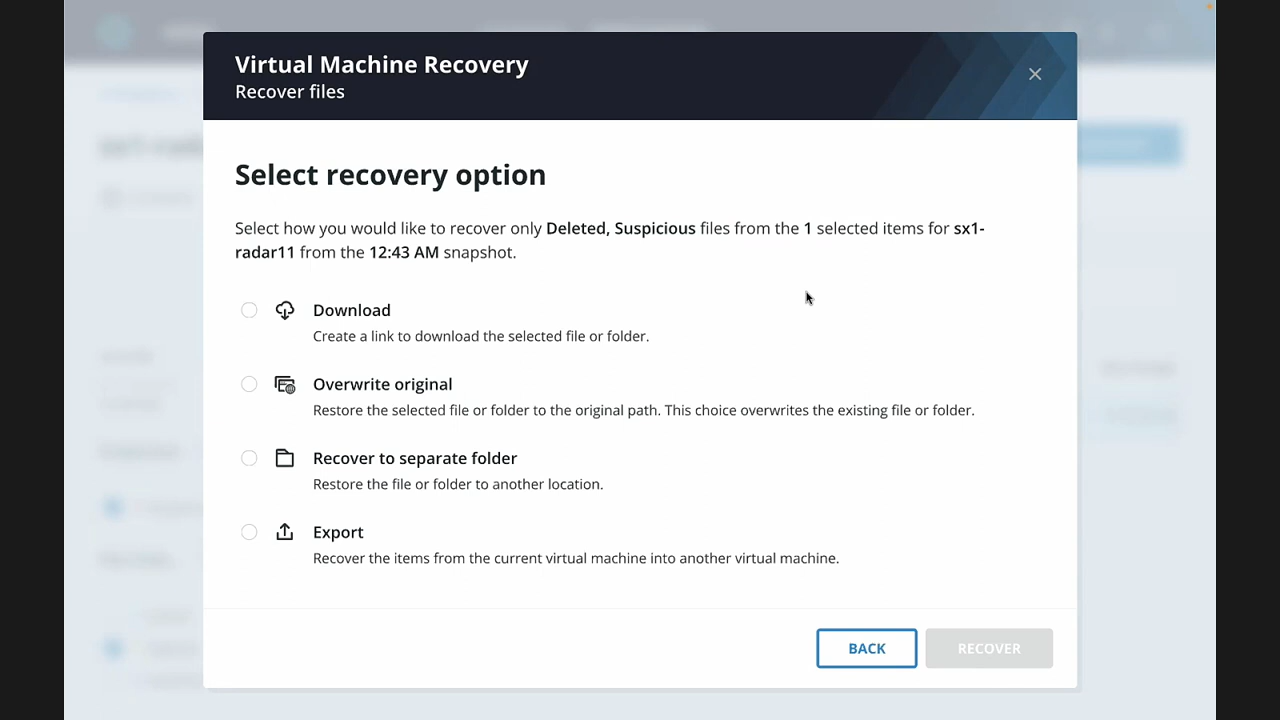 Virtual Machine Recovery
Recover files
Select recovery option
Select how you would like to recover only Deleted, Suspicious files from the 1 selected items for sx1-
radar11 from the 12:43 AM snapshot.
Download
Create a link to download the selected file or folder.
Overwrite original
Restore the selected file or folder to the original path. This choice overwrites the existing file or folder.
Recover to separate folder
Restore the file or folder to another location.
Export
Recover the items from the current virtual machine into another virtual machine.
BACK
RECOVER